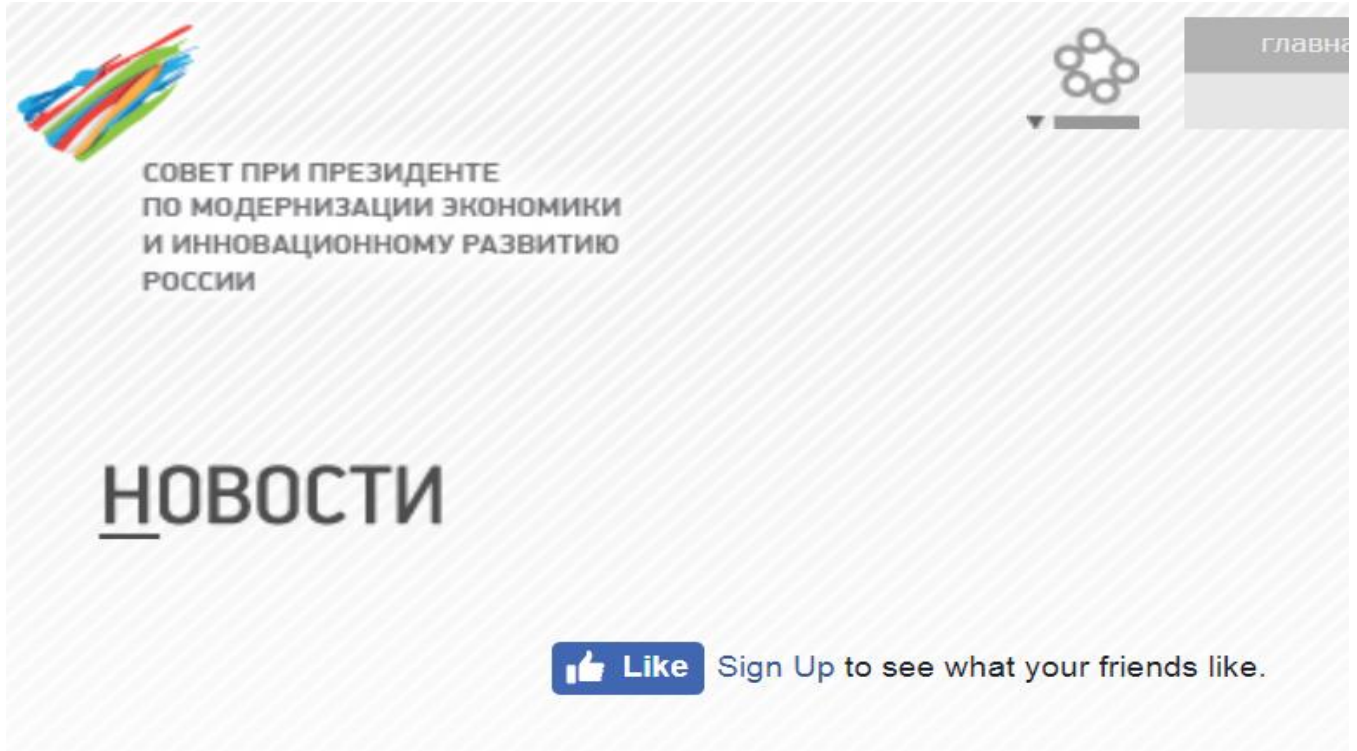 главна
СОВЕТ ПРИ ПРЕЗИДЕНТЕ
ПО МОДЕРНИЗАЦИИ ЭКОНОМИКИ
И ИННОВАЦИОННОМУ РАЗВИТИЮ
РОССИИ
НОВОСТИ
Like Sign Up to see what your friends like.